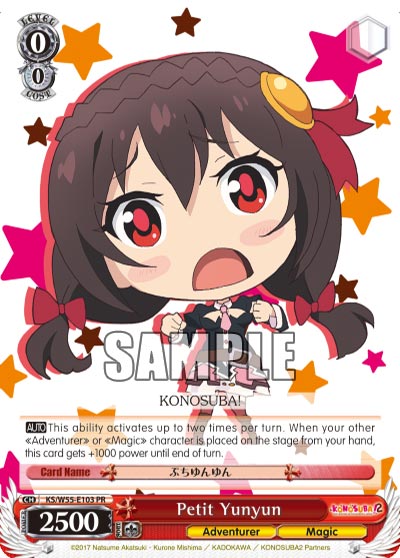 LEVEL
0
0
COST
SAMPLE
KONOSUBA!
AUTO This ability activates up to two times per turn. When your other
«Adventurer» or «Magic» character is placed on the stage from your hand,
this card gets +1000 power until end of turn.
Card Name ぷちゆんゆん
CH KS/W55-E103 PR
2500
Petit Yunyun
KONOSUBA 2
Adventurer Magic
©2017 Natsume Akatsuki・Kurone Mishima / KADOKAWA / KONOSUBA2 Partners